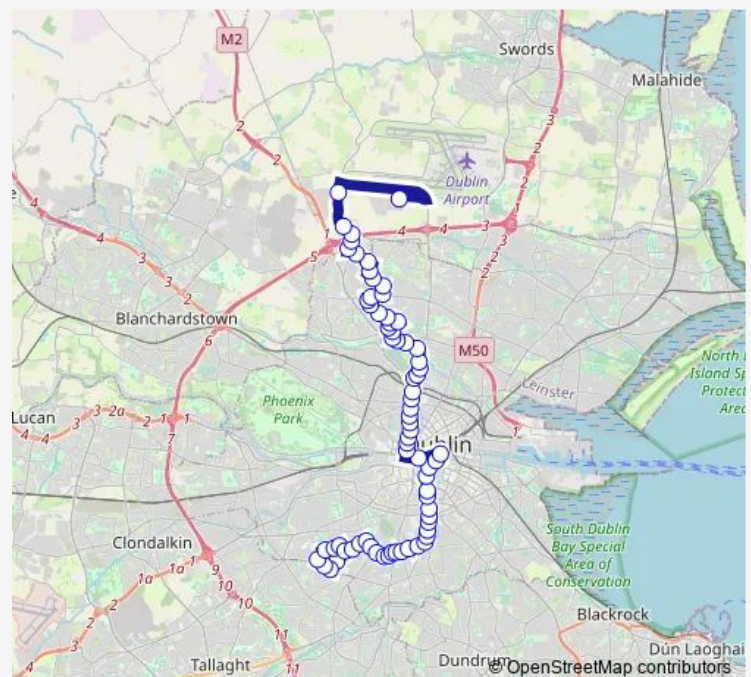 M2
Swords
Malahide
3
2
2
2
Dublin
Airport
2
1
4
4
3
3
4
5
4
3
3
2
2
2
Blanchardstown
6
M50
North
Leinster
Phoenix
Park
Island Sp
Protect
Area
Lucan
4
4
3
2a
2
1
1
7
1
ublin
Clondalkin
1
1a
1a
1
9
South Dublin
Bay Special
Area of
Conservation
2
2
3
10
10
11
11
4
Blackrock
Tallaght
Dundrum
Dún Laoghai
© OpenStreetMap contributors